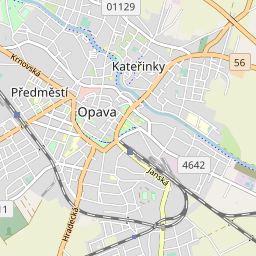 01129
Krnovská
Kateřinky
56
Předměstí
Opava
4642
Janská
11
Hradecká